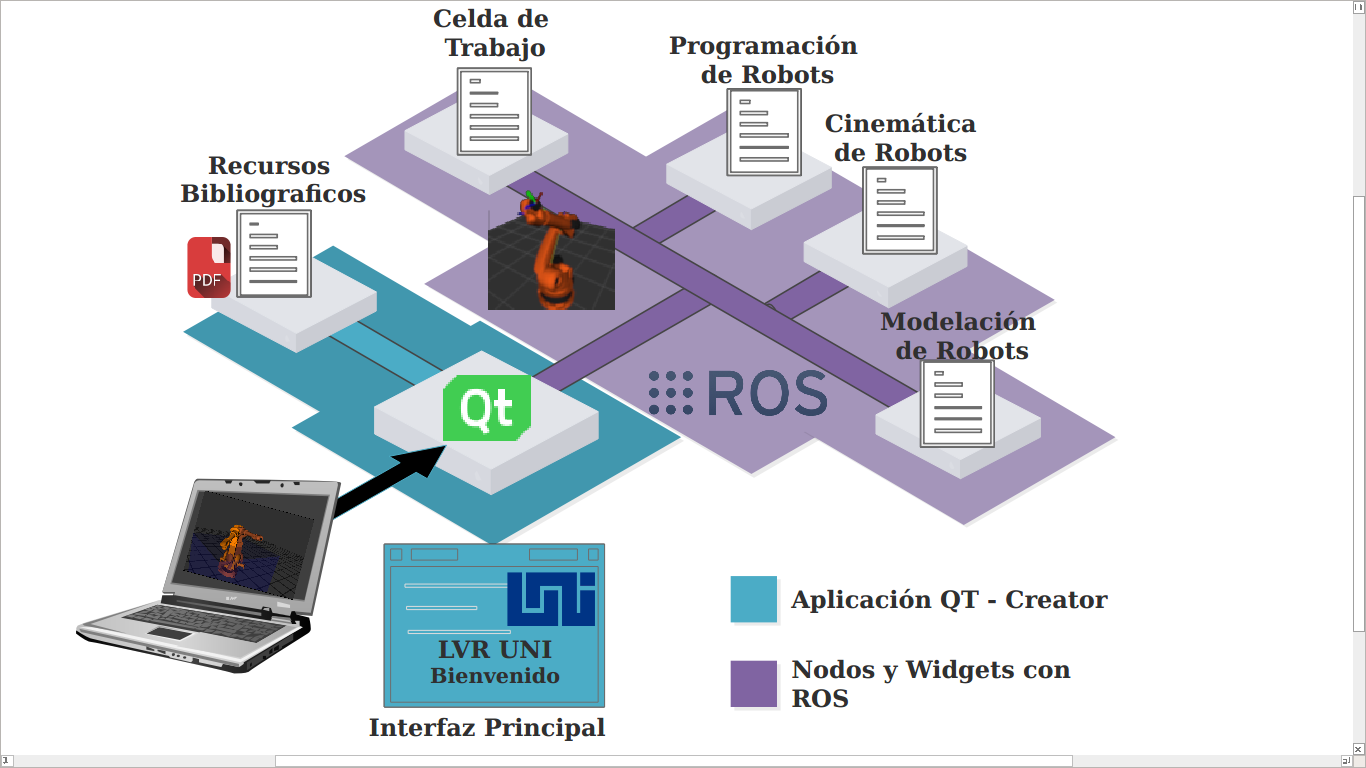 Celda de
Trabajo
Programación
de Robots
Cinemática
de Robots
Recursos
Bibliograficos
PDF
Modelación
de Robots
Qt
ROS
uni
LVR UNI
Bienvenido
Interfaz Principal
Aplicación QT - Creator
Nodos y Widgets con
ROS